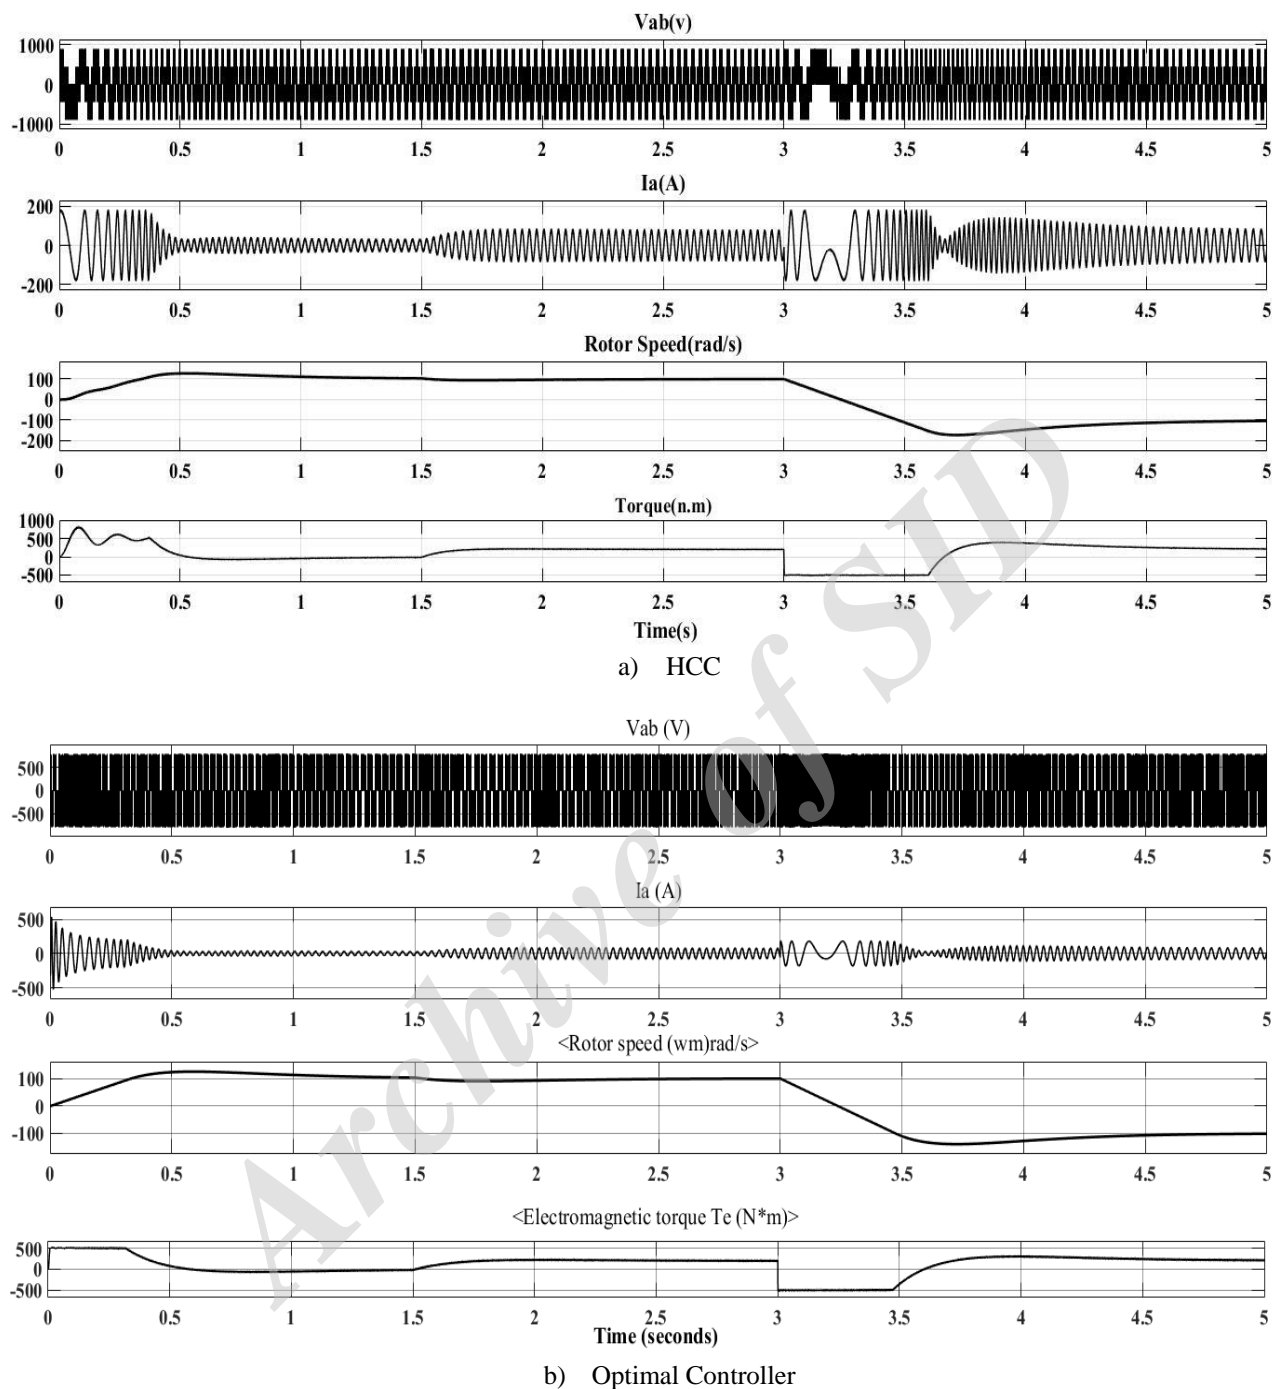 Vab(v)
1000
0
-1000
0 0.5 1 1.5 2 2.5 3 3.5 4 4.5 5
Ia(A)
200
0
-200
0 0.5 1 1.5 2 2.5 3 3.5 4 4.5 5
Rotor Speed(rad/s)
100
0
-100
-200
0 0.5 1 1.5 2 2.5 3 3.5 4 4.5 5
Torque(n.m)
1000
500
0
-500
0 0.5 1 1.5 2 2.5 3 3.5 4 4.5 5
Time(s)
a) HCC
Vab (V)
500
0
-500
0 0.5 1 1.5 2 2.5 3 3.5 4 4.5 5
Ia (A)
500
0
-500
0 0.5 1 1.5 2 2.5 3 3.5 4 4.5 5
<Rotor speed (wm)rad/s>
100
0
-100
0 0.5 1 1.5 2 2.5 3 3.5 4 4.5 5
<Electromagnetic torque Te (N*m)>
500
0
-500
0 0.5 1 1.5 2 2.5 3 3.5 4 4.5 5
Time (seconds)
b) Optimal Controller
Archive of SID